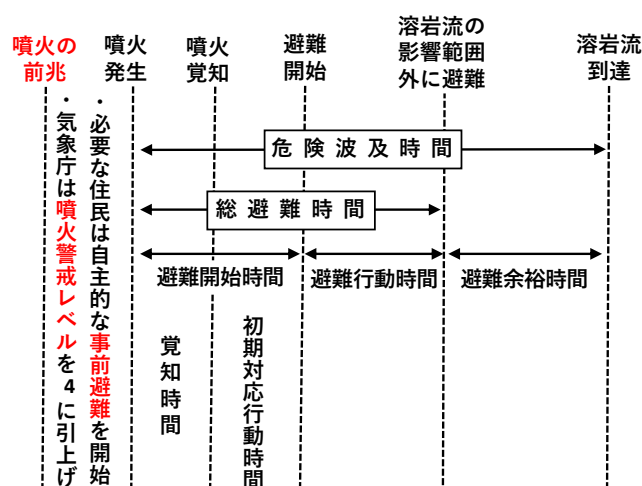 噴火の
前兆
噴火
発生
噴火
覚知
避難
開始
溶岩流の
影響範囲
外に避難
溶岩流
到達
・気象庁は噴火警戒レベルを4に引上げ
・必要な住民は自主的な事前避難を開始
危険波及時間
総避難時間
避難開始時間
避難行動時間
避難余裕時間
覚知時間
初期対応行動時間